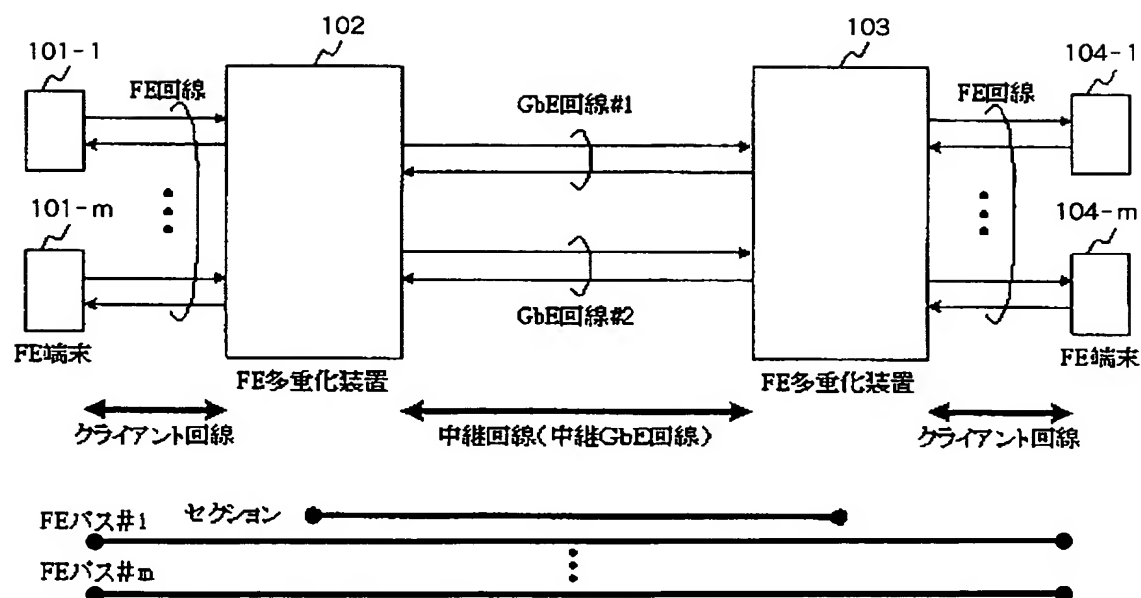 102
103
101-1
104-1
FE回線
GbE回線#1
FE回線
101-m
104-m
GbE回線#2
FE端末
FE端末
FE多重化装置
FE多重化装置
クライアント回線
中継回線(中継GbE回線)
クライアント回線
FEパス#1
セクション
FEパス#m